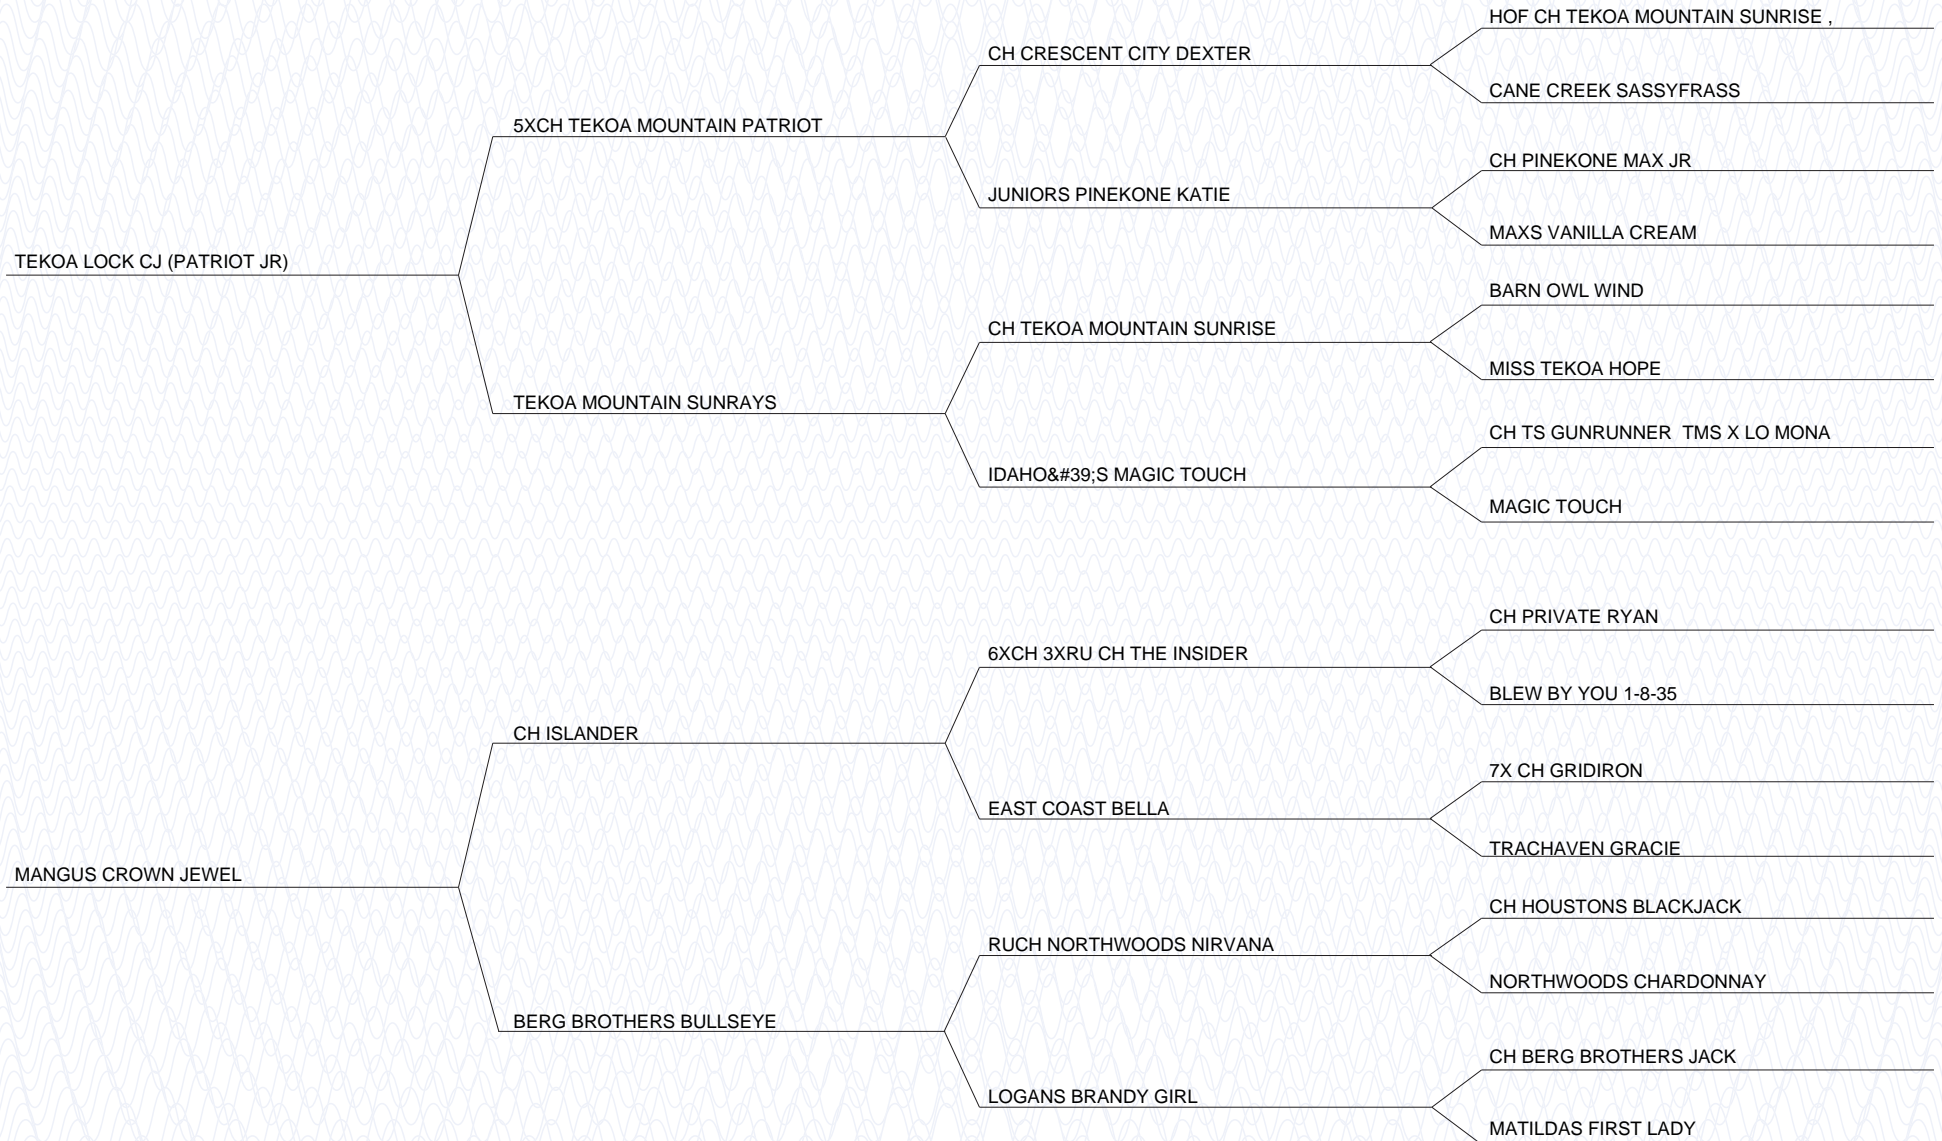 HOF CH TEKOA MOUNTAIN SUNRISE ,
CH CRESCENT CITY DEXTER
CANE CREEK SASSYFRASS
5XCH TEKOA MOUNTAIN PATRIOT
CH PINEKONE MAX JR
JUNIORS PINEKONE KATIE
MAXS VANILLA CREAM
TEKOA LOCK CJ (PATRIOT JR)
BARN OWL WIND
CH TEKOA MOUNTAIN SUNRISE
MISS TEKOA HOPE
TEKOA MOUNTAIN SUNRAYS
CH TS GUNRUNNER  TMS X LO MONA
IDAHO&#39;S MAGIC TOUCH
MAGIC TOUCH
CH PRIVATE RYAN
6XCH 3XRU CH THE INSIDER
BLEW BY YOU 1-8-35
CH ISLANDER
7X CH GRIDIRON
EAST COAST BELLA
TRACHAVEN GRACIE
MANGUS CROWN JEWEL
CH HOUSTONS BLACKJACK
RUCH NORTHWOODS NIRVANA
NORTHWOODS CHARDONNAY
BERG BROTHERS BULLSEYE
CH BERG BROTHERS JACK
LOGANS BRANDY GIRL
MATILDAS FIRST LADY